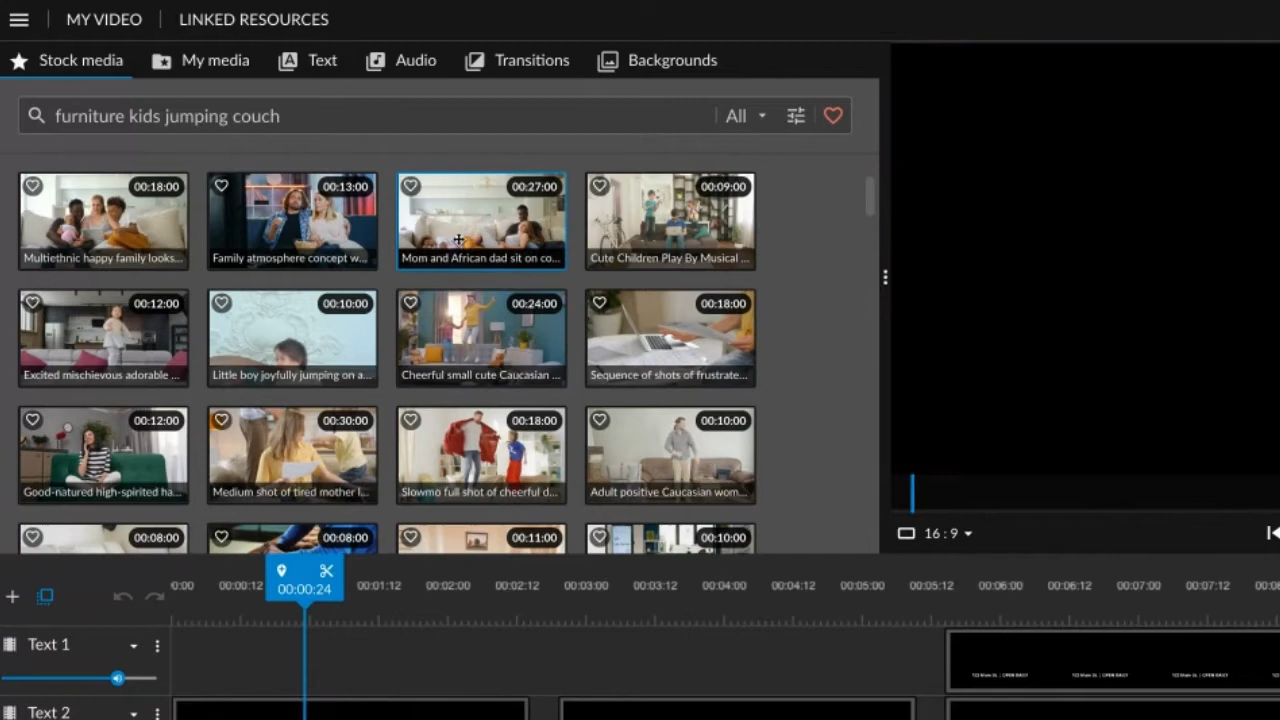 MY VIDEO
LINKED RESOURCES
Stock media
My media
Text
Audio
Transitions
Backgrounds
furniture kids jumping couch
All
00:18:00
00:13:00
00:27:00
00:09:00
Multiethnic happy family looks...
Family atmosphere concept w...
Mom and African dad sit on co...
Cute Children Play By Musical ...
00:12:00
00:10:00
00:24:00
00:18:00
Excited mischievous adorable ...
Little boy joyfully jumping on a...
Cheerful small cute Caucasian ...
Sequence of shots of frustrate...
00:12:00
00:30:00
00:18:00
00:10:00
Good-natured high-spirited ha...
Medium shot of tired mother l...
Slowmo full shot of cheerful d...
Adult positive Caucasian wom...
00:08:00
00:08:00
00:11:00
00:10:00
16 : 9
0:00
00:00:12
00:00:24
00:01:12
00:02:00
00:02:12
00:03:00
00:03:12
00:04:00
00:04:12
00:05:00
00:05:12
00:06:00
00:06:12
00:07:00
00:07:12
Text 1
Text 2